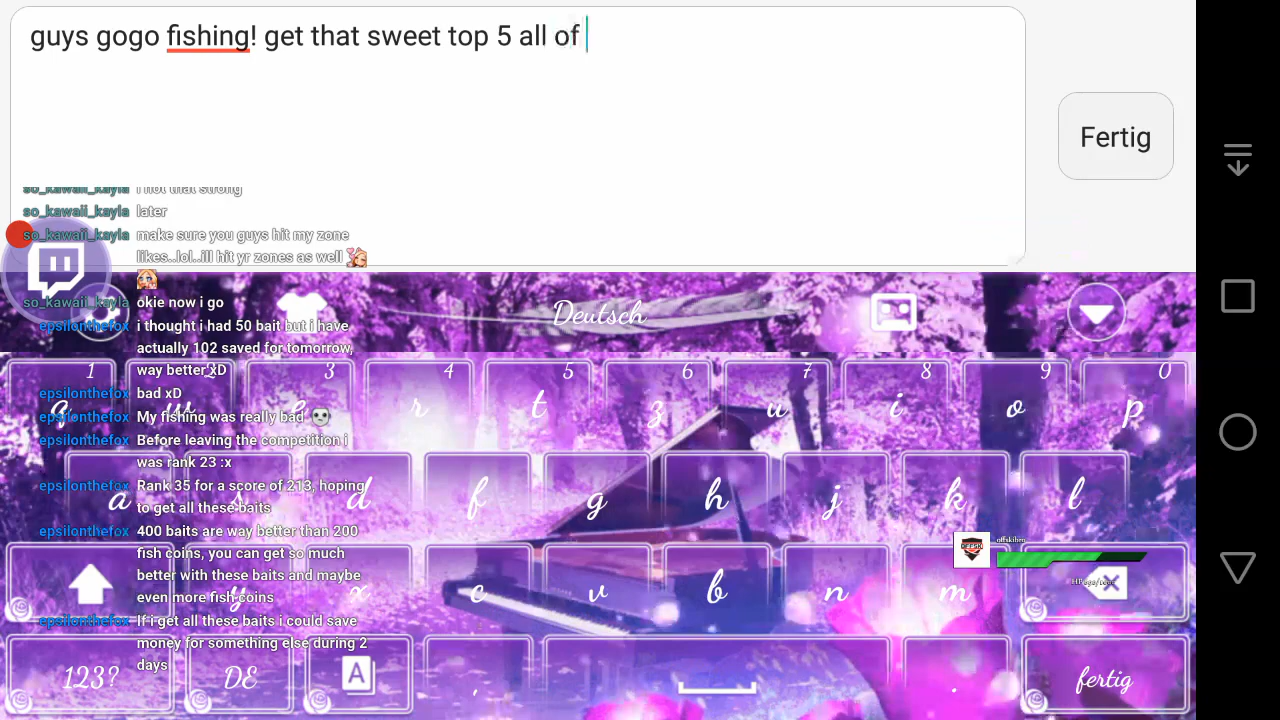 guys gogo fishing! get that sweet top 5 all of
Fertig
so_kawaii_kayla i not that strong
so_kawaii_kayla later
so_kawaii_kayla make sure you guys hit my zone
likes..lol..ill hit yr zones as well
so_kawaii_kayla okie now i go
epsilonthefox i thought i had 50 bait but i have
actually 102 saved for tomorrow,
way better xD
epsilonthefox bad xD
epsilonthefox My fishing was really bad
epsilonthefox Before leaving the competition i
was rank 23 :x
epsilonthefox Rank 35 for a score of 213, hoping
to get all these baits
epsilonthefox 400 baits are way better than 200
fish coins, you can get so much
better with these baits and maybe
even more fish coins
epsilonthefox If i get all these baits i could save
money for something else during 2
days
Deutsch
1 2 3 4 5 6 7 8 9 0
q w e r t z u i o p
a s d f g h j k l
y x c v b n m
OFFSKI
offskibro
123? DE A , . fertig